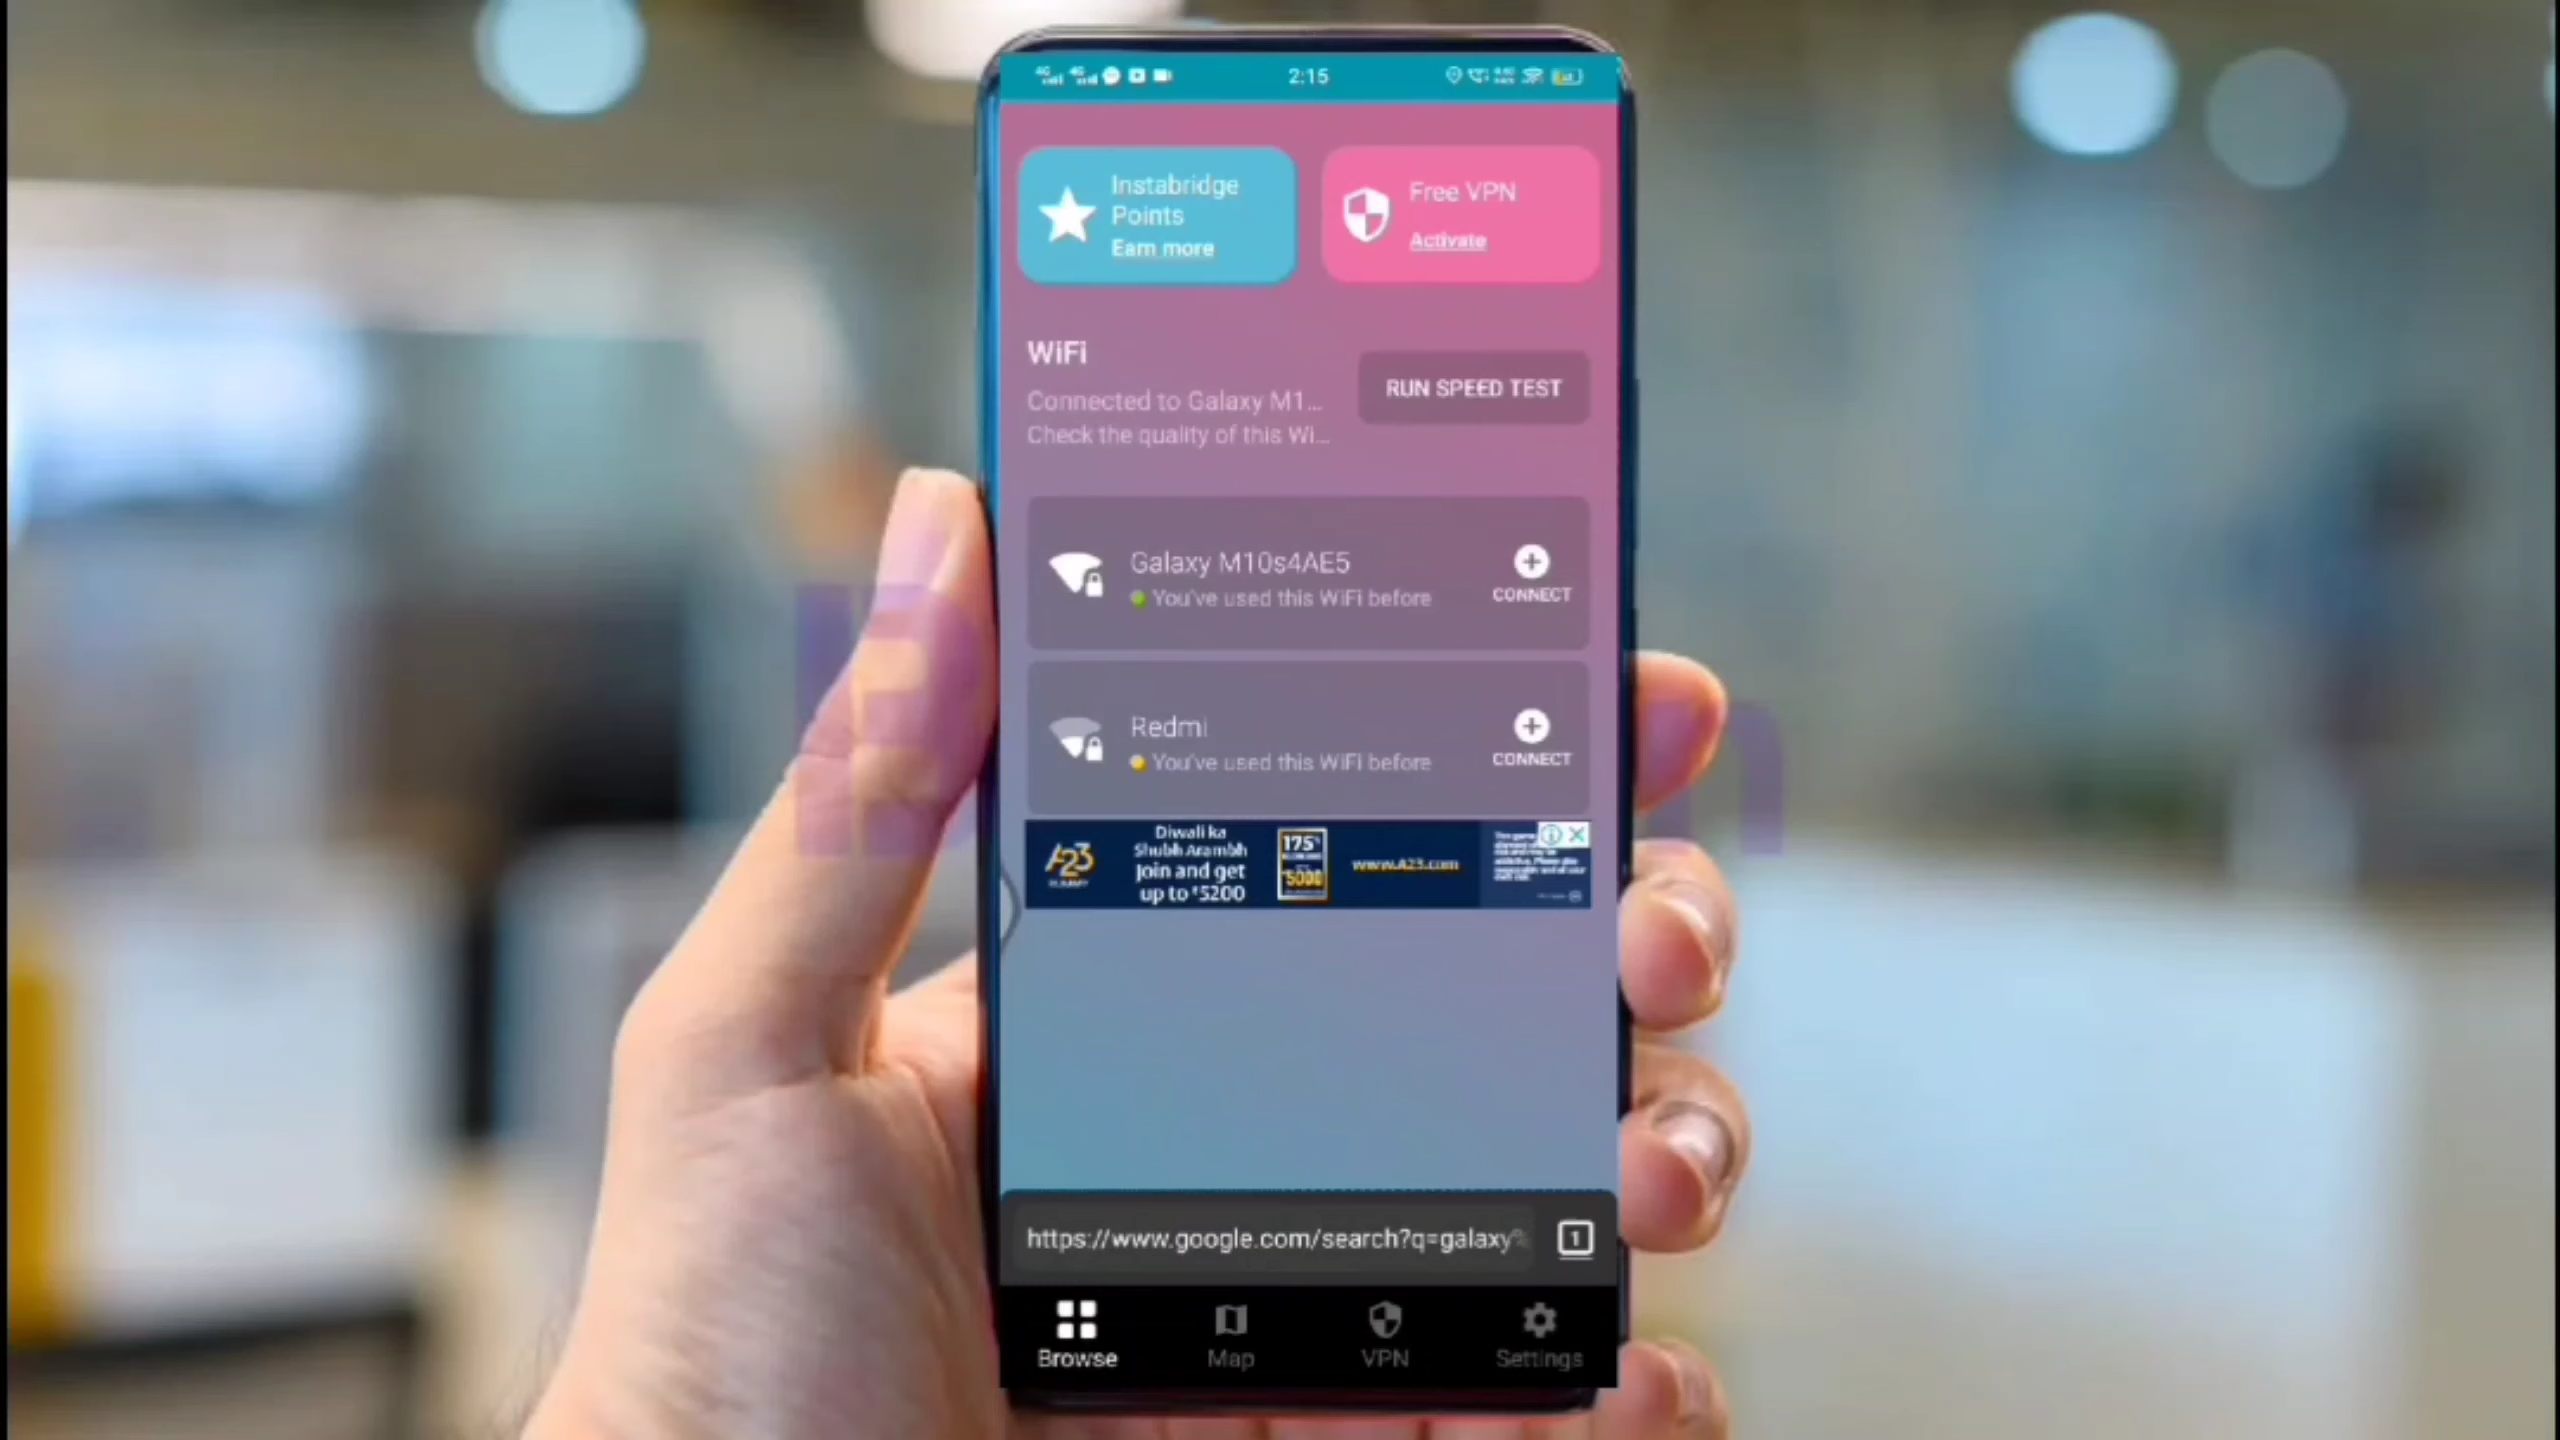 2:15
Instabridge
Points
Earn more
Free VPN
Activate
WiFi
Connected to Galaxy M1...
Check the quality of this Wi...
RUN SPEED TEST
Galaxy M10s4AE5
You've used this WiFi before
CONNECT
Redmi
You've used this WiFi before
CONNECT
A23
Diwali ka
Shubh Arambh
Join and get
up to ₹5200
175%
5000
www.A23.com
https://www.google.com/search?q=galaxy%
1
Browse
Map
VPN
Settings